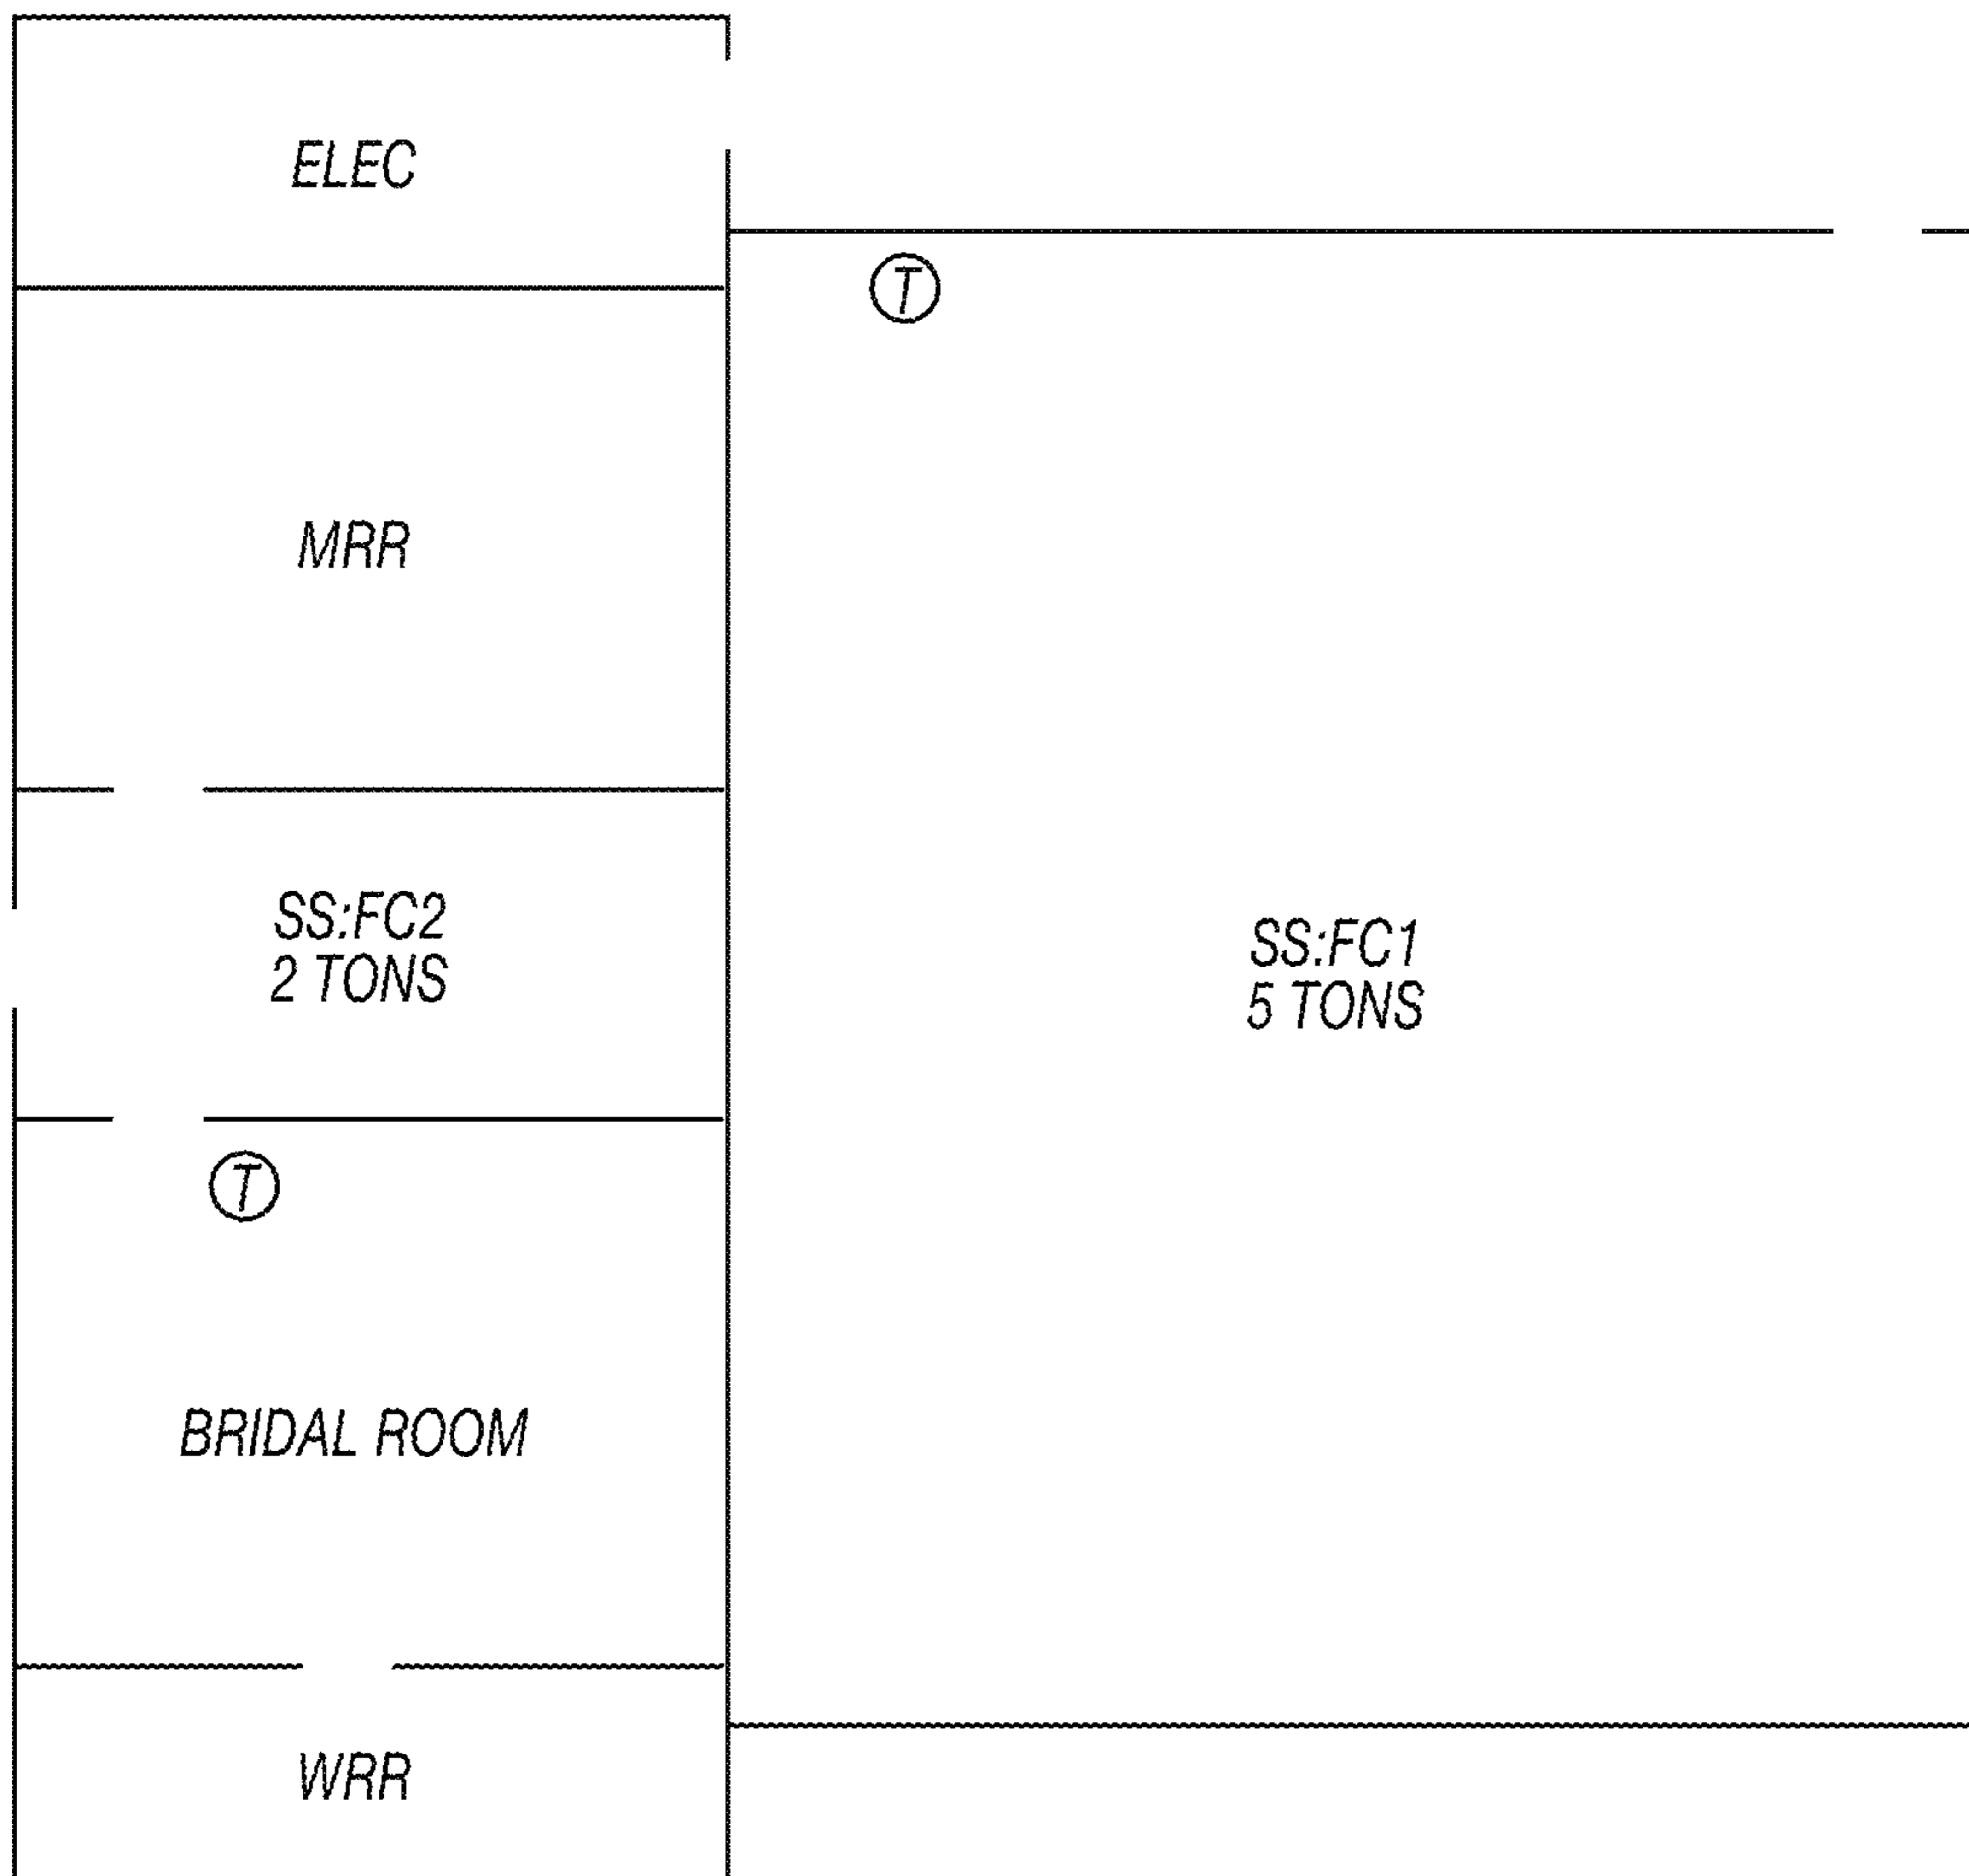 ELEC
T
MRR
SS:FC2
2 TONS
SS:FC1
5 TONS
T
BRIDAL ROOM
WRR